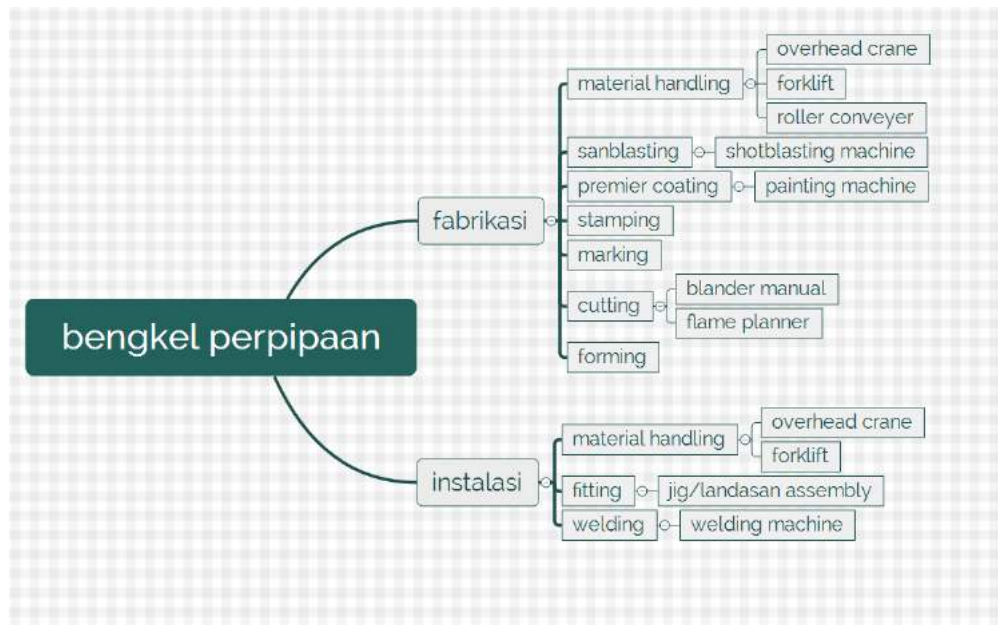 bengkel perpipaan
fabrikasi
material handling
overhead crane
forklift
roller conveyer
sanblasting
shotblasting machine
premier coating
painting machine
stamping
marking
cutting
blander manual
flame planner
forming
instalasi
material handling
overhead crane
forklift
fitting
jig/landasan assembly
welding
welding machine